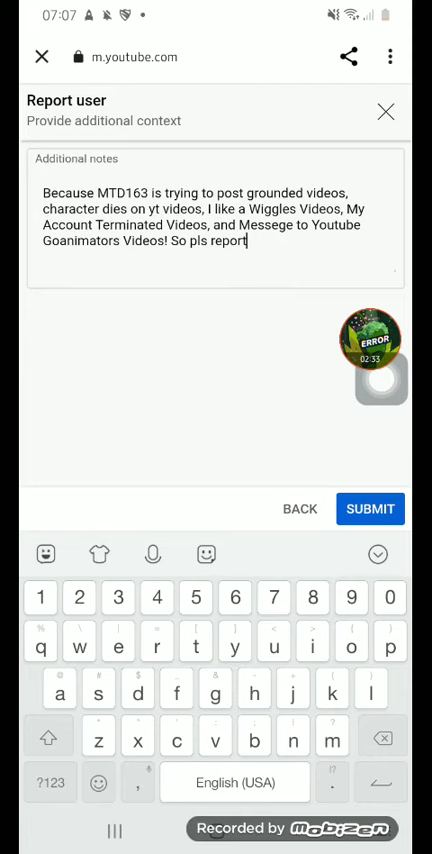 07:07
m.youtube.com
Report user
Provide additional context
Additional notes
Because MTD163 is trying to post grounded videos,
character dies on yt videos, I like a Wiggles Videos, My
Account Terminated Videos, and Messege to Youtube
Goanimators Videos! So pls report
ERROR
02:33
BACK SUBMIT
1 2 3 4 5 6 7 8 9 0
% \ | = [ ] < > { }
q w e r t y u i o p
@ # $ _ & - + ( )
a s d f g h j k l
* " ' : ; ! ?
z x c v b n m
!?
?123 , English (USA) .
Recorded by mobizen